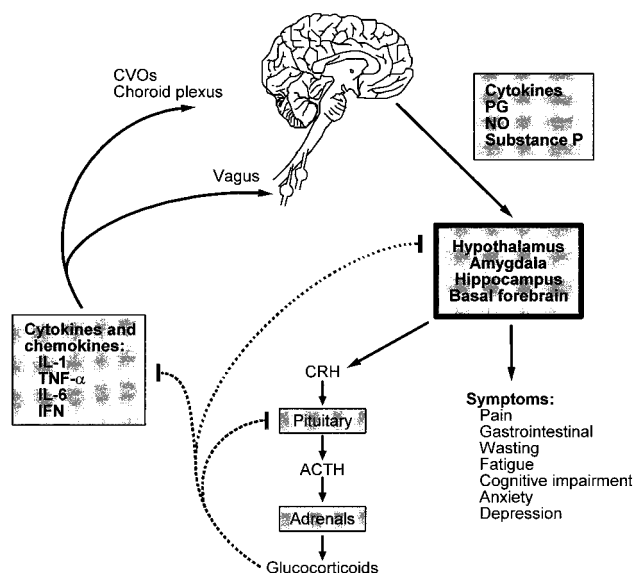 CVOs
Choroid plexus
Cytokines
PG
NO
Substance P
Vagus
Hypothalamus
Amygdala
Hippocampus
Basal forebrain
Cytokines and
chemokines:
IL-1
TNF-α
IL-6
IFN
CRH
Pituitary
ACTH
Adrenals
Glucocorticoids
Symptoms:
Pain
Gastrointestinal
Wasting
Fatigue
Cognitive impairment
Anxiety
Depression